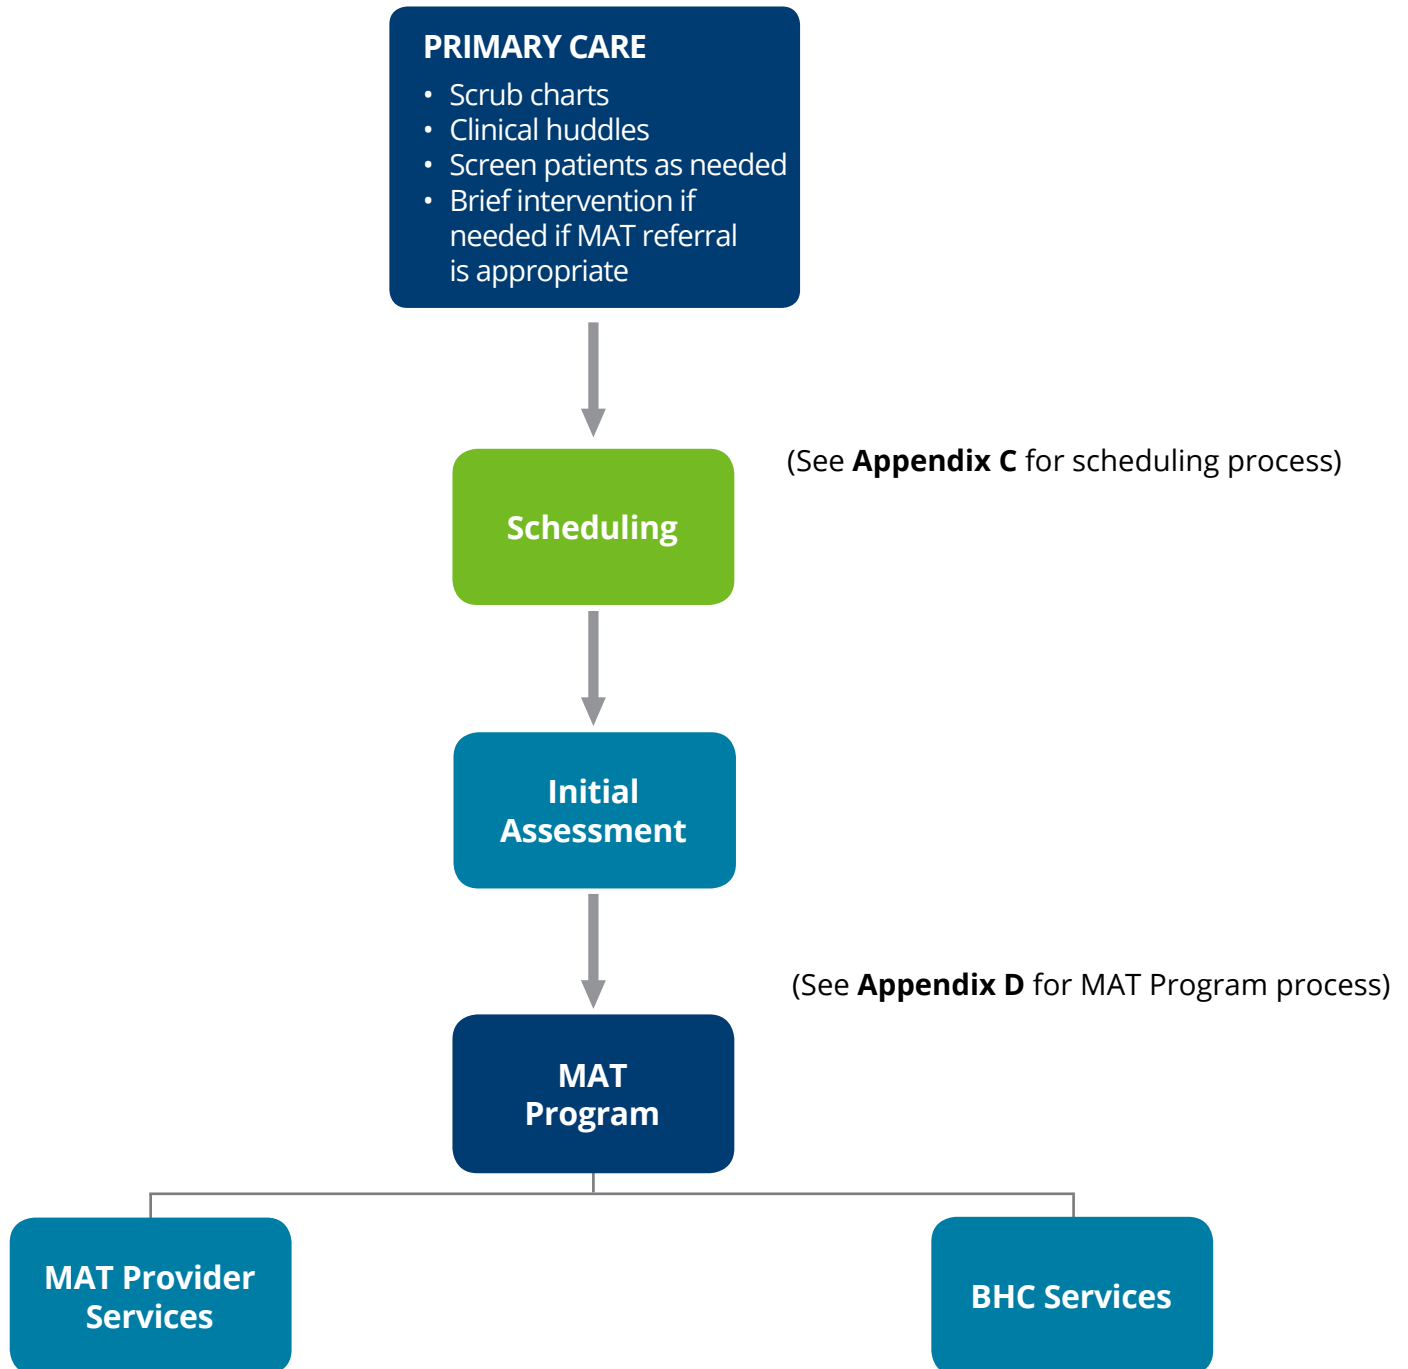 PRIMARY CARE
• Scrub charts
• Clinical huddles
• Screen patients as needed
• Brief intervention if
needed if MAT referral
is appropriate
(See Appendix C for scheduling process)
Scheduling
Initial
Assessment
(See Appendix D for MAT Program process)
MAT
Program
MAT Provider
Services
BHC Services